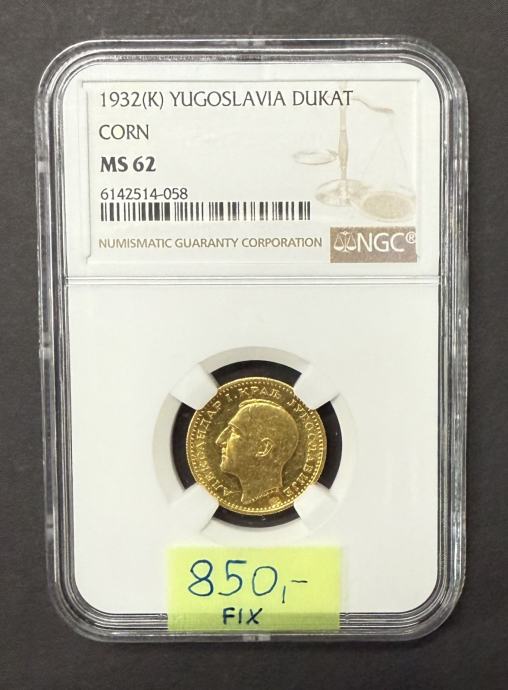 1932(K) YUGOSLAVIA DUKAT
CORN
MS 62
6142514-058
NUMISMATIC GUARANTY CORPORATION
NGC®
АЛЕКСАНДАР I. КРАЉ ЈУГОСЛАВИЈЕ
850,-
FIX